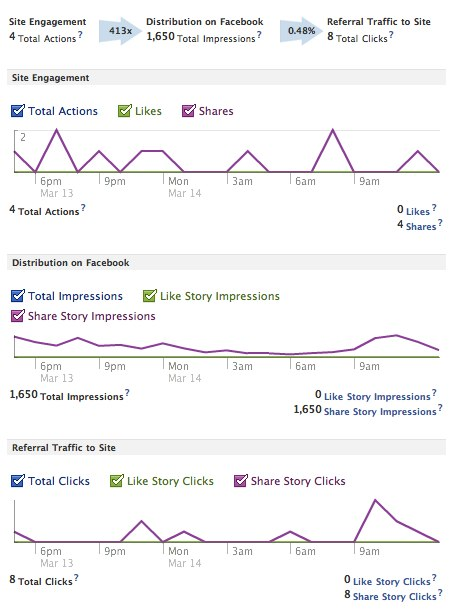 Site Engagement
4 Total Actions?
413x
Distribution on Facebook
1,650 Total Impressions?
0.48%
Referral Traffic to Site
8 Total Clicks?
Site Engagement
Total Actions Likes Shares
2
6pm 9pm Mon 3am 6am 9am
Mar 13 Mar 14
4 Total Actions? 0 Likes?
4 Shares?
Distribution on Facebook
Total Impressions Like Story Impressions
Share Story Impressions
6pm 9pm Mon 3am 6am 9am
Mar 13 Mar 14
1,650 Total Impressions? 0 Like Story Impressions?
1,650 Share Story Impressions?
Referral Traffic to Site
Total Clicks Like Story Clicks Share Story Clicks
6pm 9pm Mon 3am 6am 9am
Mar 13 Mar 14
8 Total Clicks? 0 Like Story Clicks?
8 Share Story Clicks?